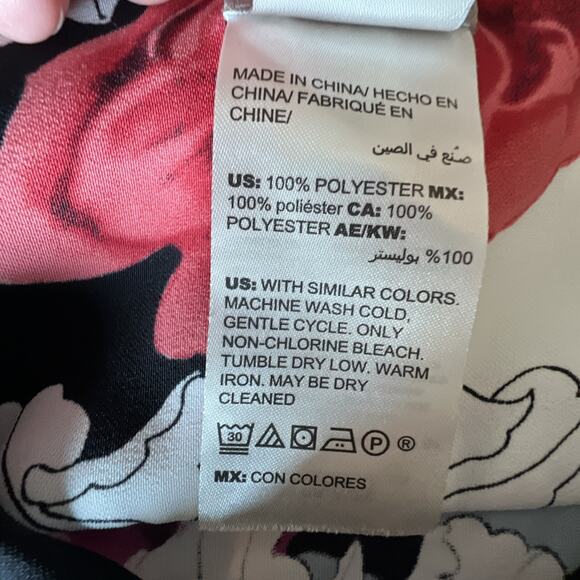 MADE IN CHINA/ HECHO EN
CHINA/ FABRIQUÉ EN
CHINE/
صنع في الصين
US: 100% POLYESTER MX:
100% poliéster CA: 100%
POLYESTER AE/KW:
100% بوليستر
US: WITH SIMILAR COLORS.
MACHINE WASH COLD,
GENTLE CYCLE. ONLY
NON-CHLORINE BLEACH.
TUMBLE DRY LOW. WARM
IRON. MAY BE DRY
CLEANED
30 P ®
MX: CON COLORES